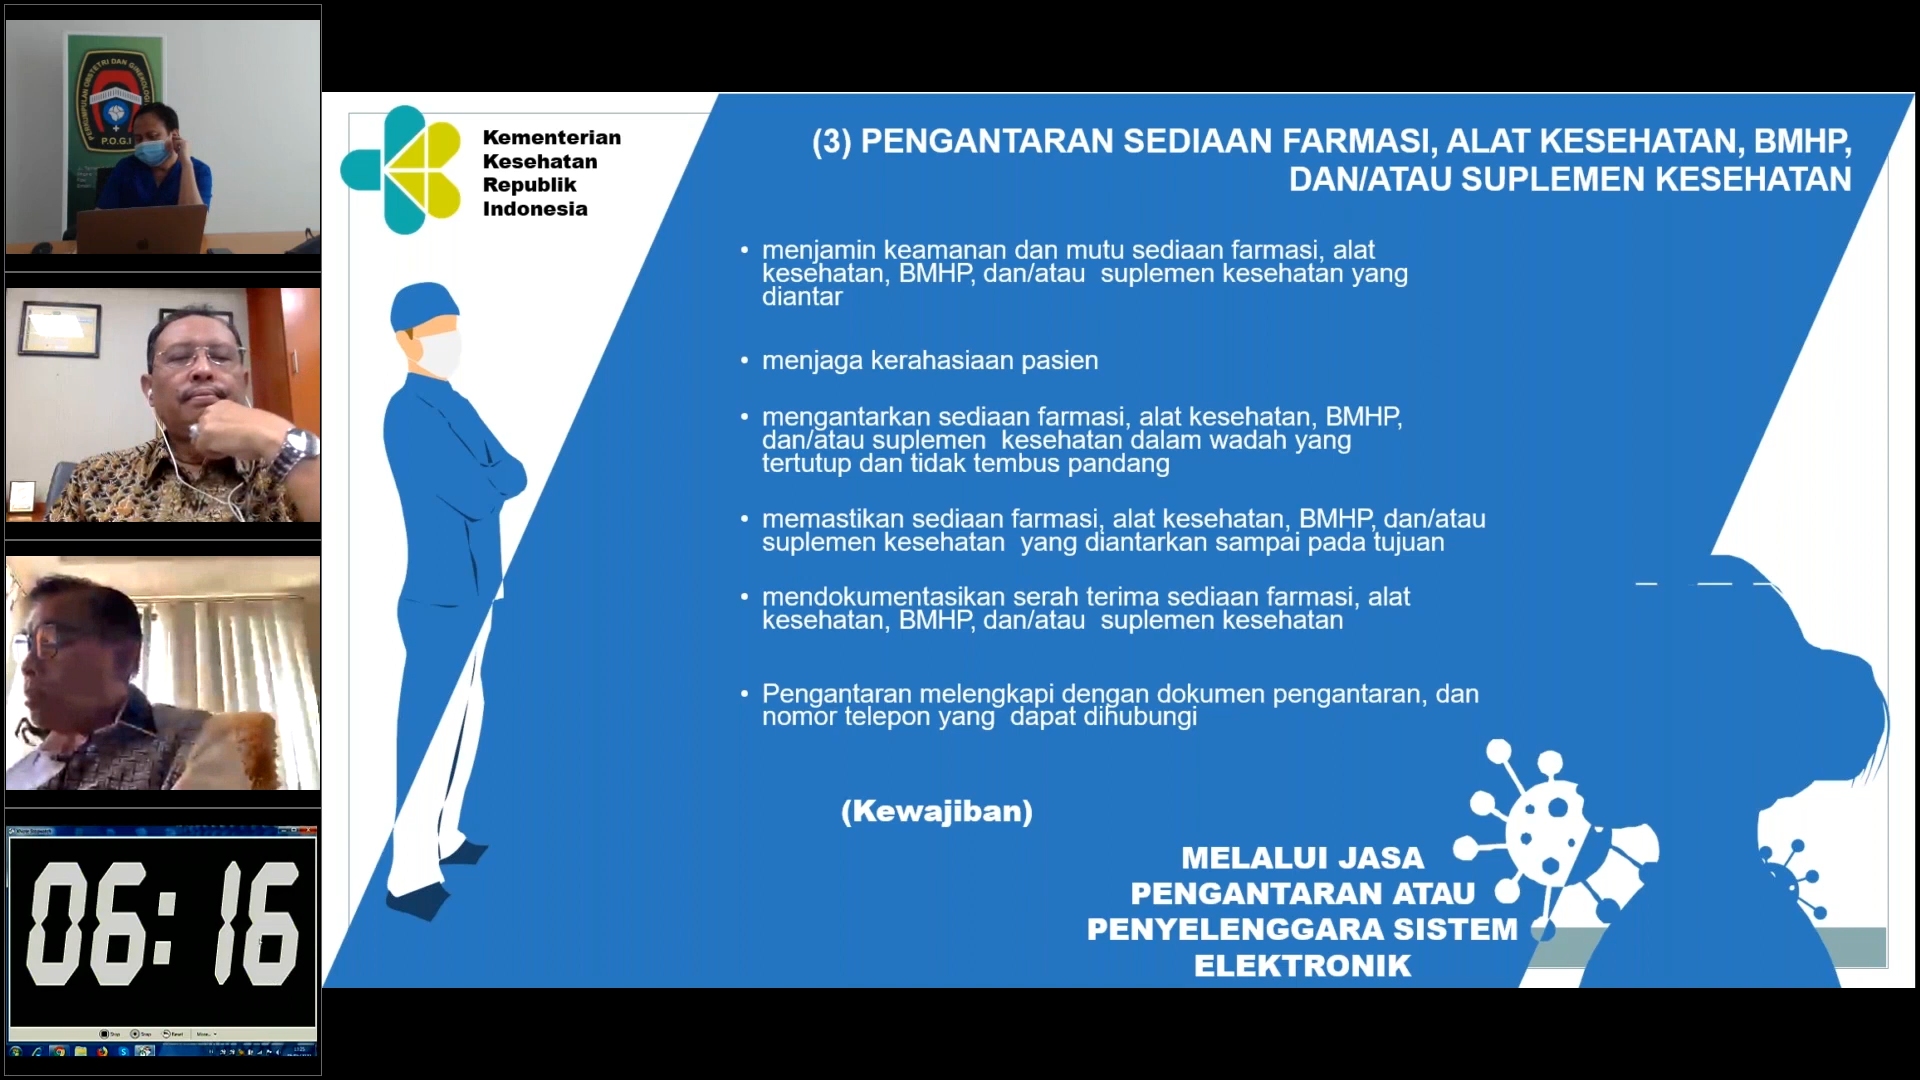 PERKUMPULAN OBSTETRI DAN GINEKOLOGI
P.O.G.I
Kementerian
Kesehatan
Republik
Indonesia
(3) PENGANTARAN SEDIAAN FARMASI, ALAT KESEHATAN, BMHP,
DAN/ATAU SUPLEMEN KESEHATAN
• menjamin keamanan dan mutu sediaan farmasi, alat
kesehatan, BMHP, dan/atau suplemen kesehatan yang
diantar
• menjaga kerahasiaan pasien
• mengantarkan sediaan farmasi, alat kesehatan, BMHP,
dan/atau suplemen kesehatan dalam wadah yang
tertutup dan tidak tembus pandang
• memastikan sediaan farmasi, alat kesehatan, BMHP, dan/atau
suplemen kesehatan yang diantarkan sampai pada tujuan
• mendokumentasikan serah terima sediaan farmasi, alat
kesehatan, BMHP, dan/atau suplemen kesehatan
• Pengantaran melengkapi dengan dokumen pengantaran, dan
nomor telepon yang dapat dihubungi
(Kewajiban)
MELALUI JASA
PENGANTARAN ATAU
PENYELENGGARA SISTEM
ELEKTRONIK
06:16